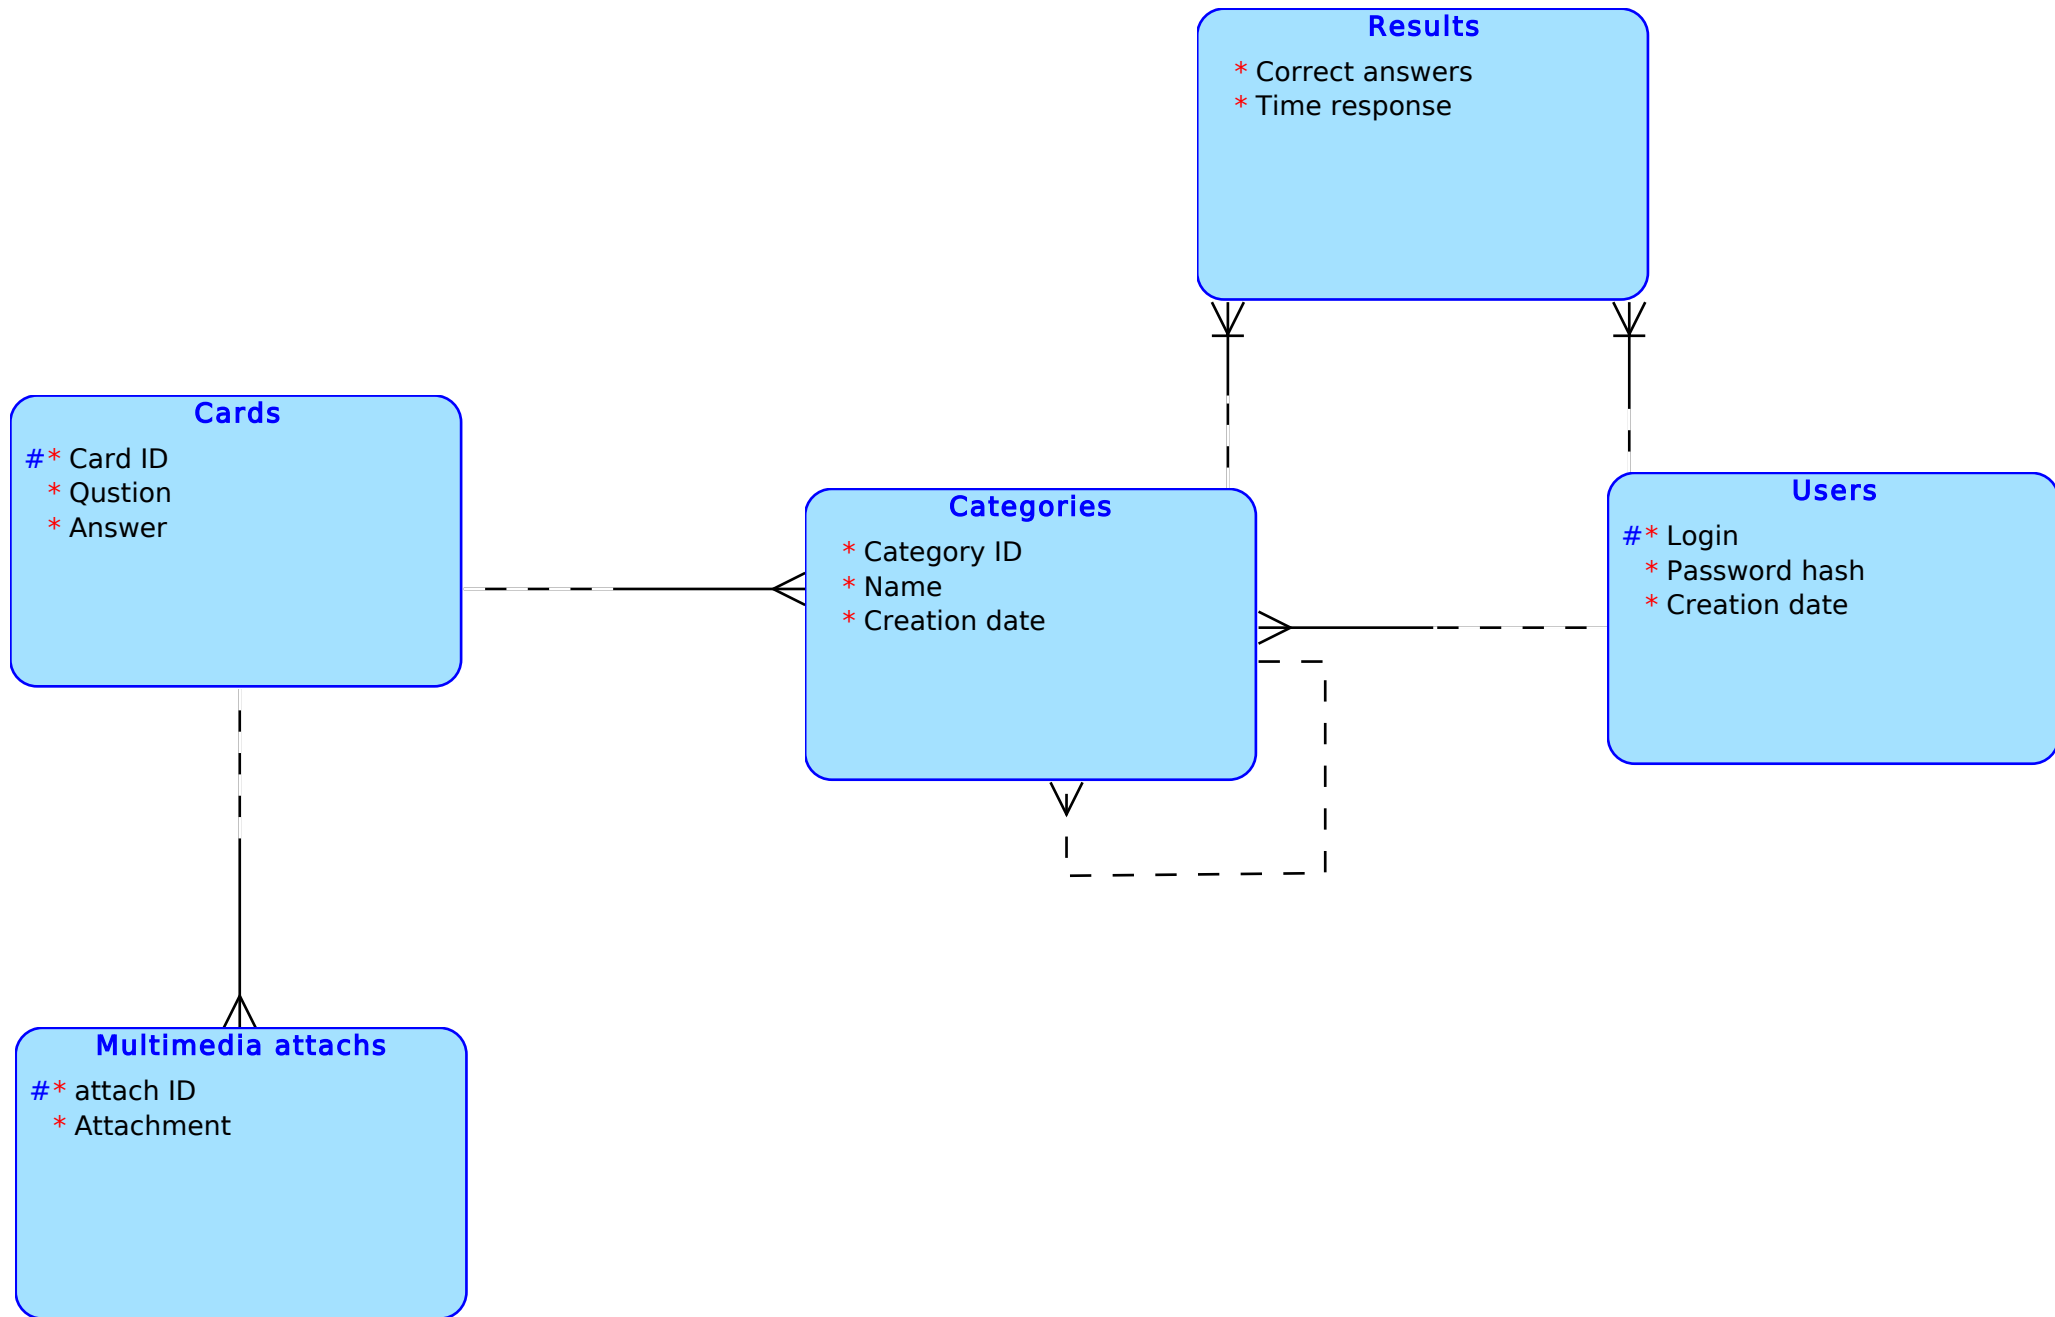 Results
* Correct answers
* Time response
Cards
#* Card ID
* Qustion
* Answer
Categories
* Category ID
* Name
* Creation date
Users
#* Login
* Password hash
* Creation date
Multimedia attachs
#* attach ID
* Attachment